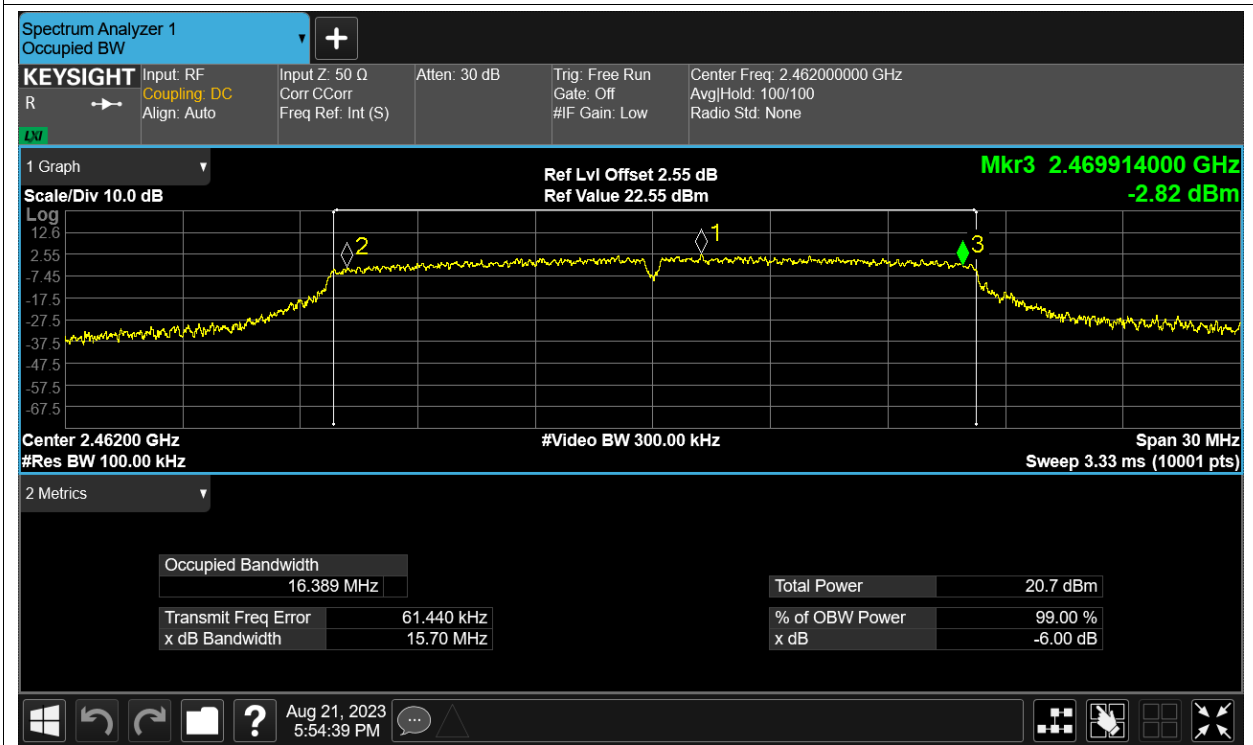 Spectrum Analyzer 1
Occupied BW
KEYSIGHT
R
LXI
Input: RF
Coupling: DC
Align: Auto
Input Z: 50 Ω
Corr CCorr
Freq Ref: Int (S)
Atten: 30 dB
Trig: Free Run
Gate: Off
#IF Gain: Low
Center Freq: 2.462000000 GHz
Avg|Hold: 100/100
Radio Std: None
1 Graph
Scale/Div 10.0 dB
Ref Lvl Offset 2.55 dB
Ref Value 22.55 dBm
Mkr3 2.469914000 GHz
-2.82 dBm
Log
12.6
2.55
-7.45
-17.5
-27.5
-37.5
-47.5
-57.5
-67.5
2
1
3
Center 2.46200 GHz
#Res BW 100.00 kHz
#Video BW 300.00 kHz
Span 30 MHz
Sweep 3.33 ms (10001 pts)
2 Metrics
Occupied Bandwidth
16.389 MHz
Transmit Freq Error 61.440 kHz
x dB Bandwidth 15.70 MHz
Total Power 20.7 dBm
% of OBW Power 99.00 %
x dB -6.00 dB
Aug 21, 2023
5:54:39 PM